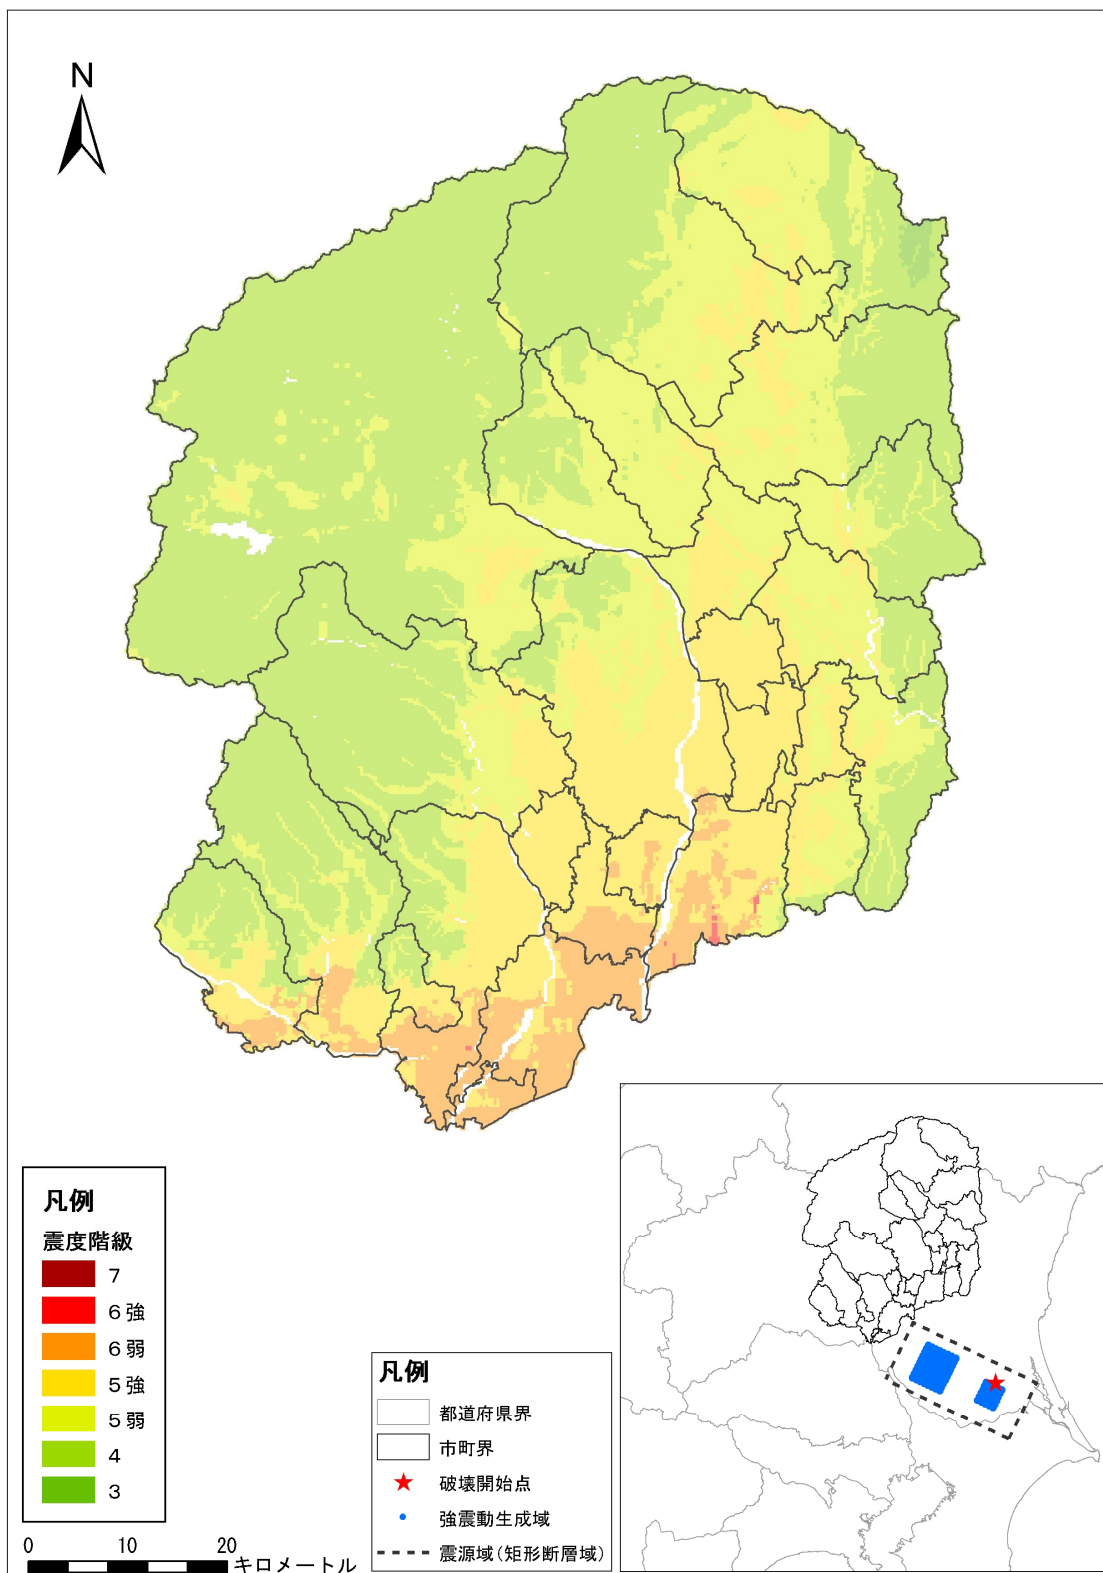 N
凡例
震度階級
7
6強
6弱
5強
5弱
4
3
0 10 20
キロメートル
凡例
都道府県界
市町界
破壊開始点
強震動生成域
震源域(矩形断層域)